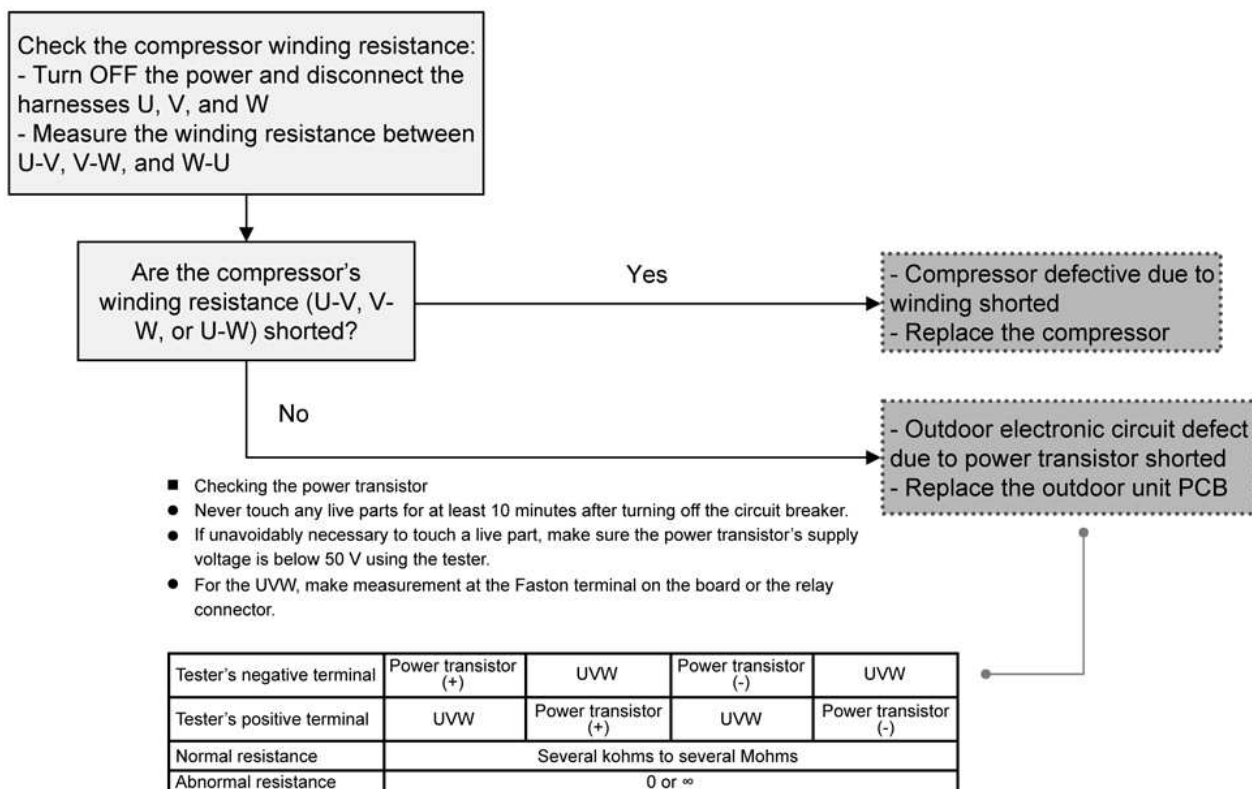 Check the compressor winding resistance:
- Turn OFF the power and disconnect the
harnesses U, V, and W
- Measure the winding resistance between
U-V, V-W, and W-U
Are the compressor's
winding resistance (U-V, V-
W, or U-W) shorted?
Yes
- Compressor defective due to
winding shorted
- Replace the compressor
No
- Outdoor electronic circuit defect
due to power transistor shorted
- Replace the outdoor unit PCB
■ Checking the power transistor
● Never touch any live parts for at least 10 minutes after turning off the circuit breaker.
● If unavoidably necessary to touch a live part, make sure the power transistor's supply
voltage is below 50 V using the tester.
● For the UVW, make measurement at the Faston terminal on the board or the relay
connector.
Tester's negative terminal Power transistor (+) UVW Power transistor (-) UVW
Tester's positive terminal UVW Power transistor (+) UVW Power transistor (-)
Normal resistance Several kohms to several Mohms
Abnormal resistance 0 or ∞